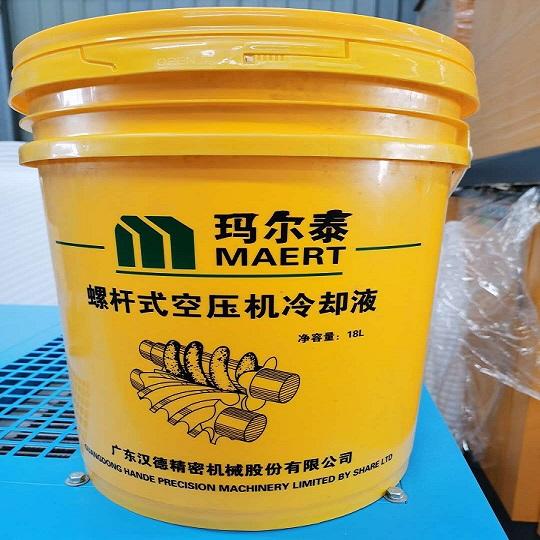 OPEN
玛尔泰
MAERT
螺杆式空压机冷却液
净容量：18L
广东汉德精密机械股份有限公司
GUANGDONG HANDE PRECISION MACHINERY LIMITED BY SHARE LTD